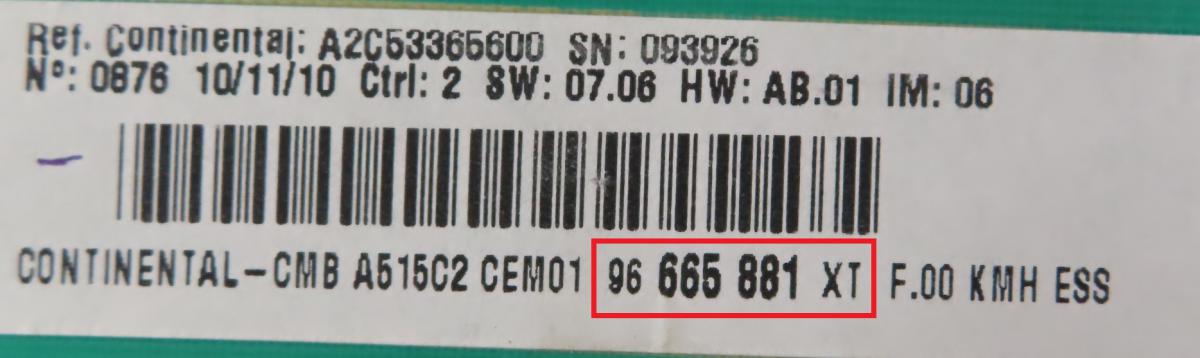 Ref. Continental: A2C53365600 SN: 093926
Nº: 0876 10/11/10 Ctrl: 2 SW: 07.06 HW: AB.01 IM: 06
CONTINENTAL-CMB A515C2 CEM01 96 665 881 XT F.00 KMH ESS